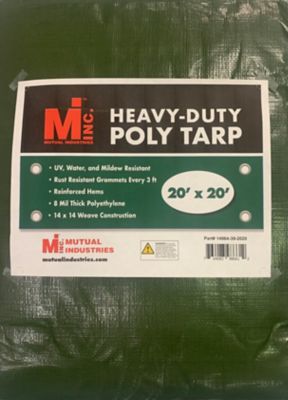 Mi INC.
MUTUAL INDUSTRIES
HEAVY-DUTY
POLY TARP
• UV, Water, and Mildew Resistant
• Rust Resistant Grommets Every 3 ft
• Reinforced Hems
• 8 Mil Thick Polyethylene
• 14 x 14 Weave Construction
20' x 20'
Mi INC. MUTUAL
INDUSTRIES
mutualindustries.com
Part#